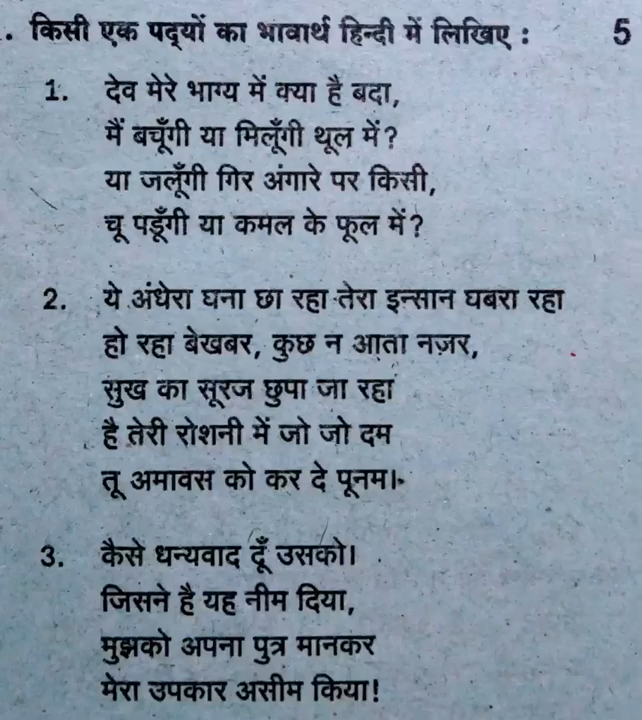 . किसी एक पद्यों का भावार्थ हिन्दी में लिखिए : 5
1. देव मेरे भाग्य में क्या है बदा,
मैं बचूँगी या मिलूँगी थूल में?
या जलूँगी गिर अंगारे पर किसी,
चू पडूँगी या कमल के फूल में?
2. ये अंधेरा घना छा रहा तेरा इन्सान घबरा रहा
हो रहा बेखबर, कुछ न आता नज़र,
सुख का सूरज छुपा जा रहा
है तेरी रोशनी में जो जो दम
तू अमावस को कर दे पूनम।
3. कैसे धन्यवाद दूँ उसको।
जिसने है यह नीम दिया,
मुझको अपना पुत्र मानकर
मेरा उपकार असीम किया!